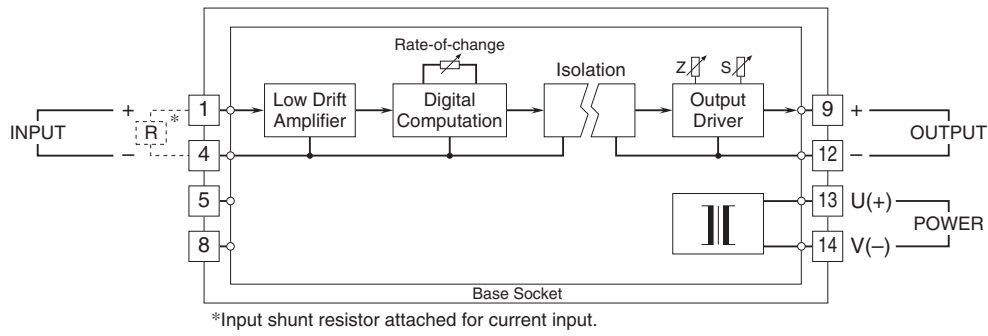 Rate-of-change
Isolation
Z
S
INPUT
+
–
R
*
1
4
5
8
Low Drift
Amplifier
Digital
Computation
Output
Driver
9
+
12
–
OUTPUT
13
U(+)
14
V(–)
POWER
Base Socket
*Input shunt resistor attached for current input.